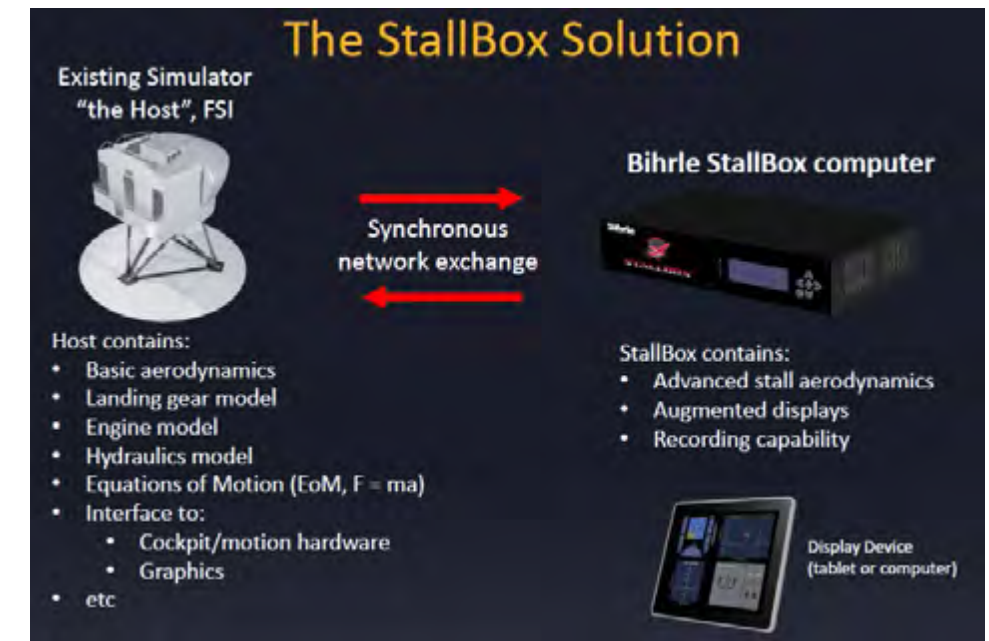 The StallBox Solution
Existing Simulator
“the Host”, FSI
Bihrle StallBox computer
Synchronous
network exchange
Bihrle
STALLBOX
Host contains:
• Basic aerodynamics
• Landing gear model
• Engine model
• Hydraulics model
• Equations of Motion (EoM, F = ma)
• Interface to:
• Cockpit/motion hardware
• Graphics
• etc
StallBox contains:
• Advanced stall aerodynamics
• Augmented displays
• Recording capability
Display Device
(tablet or computer)